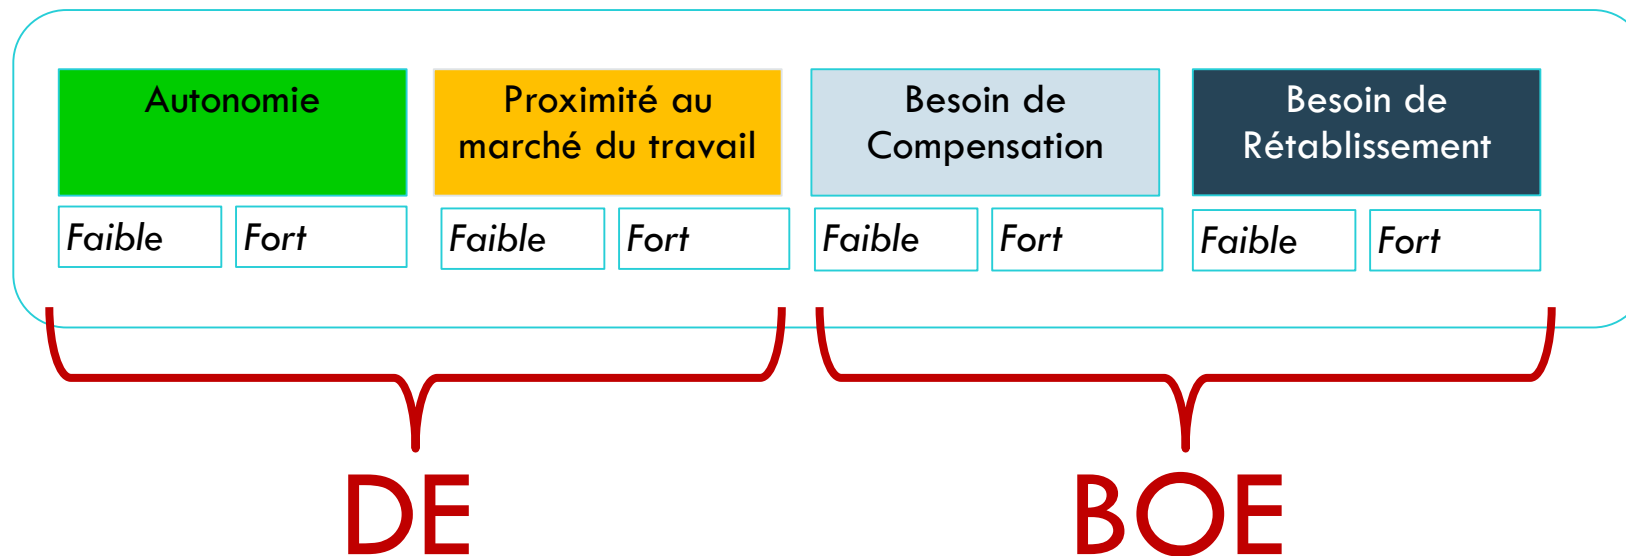 Autonomie
Proximité au
marché du travail
Besoin de
Compensation
Besoin de
Rétablissement
Faible
Fort
Faible
Fort
Faible
Fort
Faible
Fort
DE
BOE